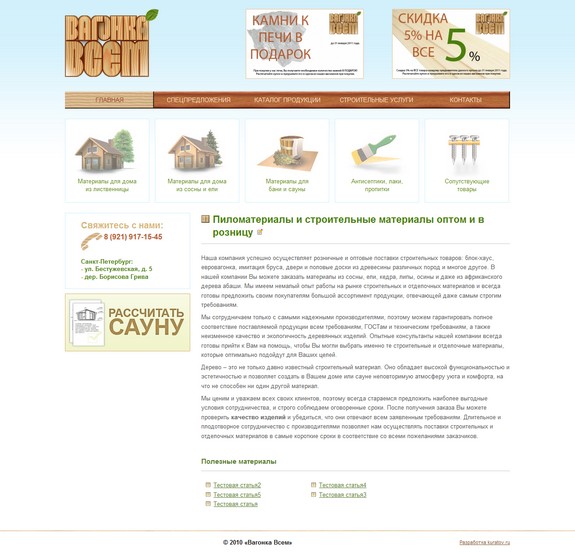 ВАГОНКА
ВСЕМ
КАМНИ К
ПЕЧИ В
ПОДАРОК
СКИДКА
5% НА
ВСЕ
5%
ГЛАВНАЯ
СПЕЦПРЕДЛОЖЕНИЯ
КАТАЛОГ ПРОДУКЦИИ
СТРОИТЕЛЬНЫЕ УСЛУГИ
КОНТАКТЫ
Материалы для дома
из лиственницы
Материалы для дома
из сосны и ели
Материалы для
бани и сауны
Антисептики, лаки,
пропитки
Сопутствующие
товары
Свяжитесь с нами:
8 (921) 917-15-45
Санкт-Петербург:
- ул. Бестужевская, д. 5
- дер. Борисова Грива
РАССЧИТАТЬ
САУНУ
Пиломатериалы и строительные материалы оптом и в
розницу
Наша компания успешно осуществляет розничные и оптовые поставки строительных товаров: блок-хаус,
евровагонка, имитация бруса, двери и половые доски из древесины различных пород и многое другое. В
нашей компании Вы можете заказать материалы из сосны, ели, кедра, липы, осины и даже из африканского
дерева абаши. Мы имеем немалый опыт работы на рынке строительных и отделочных материалов и всегда
готовы предложить своим покупателям большой ассортимент продукции, отвечающей даже самым строгим
требованиям.
Мы сотрудничаем только с самыми надежными производителями, поэтому можем гарантировать полное
соответствие поставляемой продукции всем требованиям, ГОСТам и техническим требованиям, а также
неизменное качество и экологичность деревянных изделий. Опытные консультанты нашей компании всегда
готовы прийти к Вам на помощь, чтобы Вы могли выбрать именно те строительные и отделочные материалы,
которые оптимально подойдут для Ваших целей.
Дерево – это не только давно известный строительный материал. Оно обладает высокой функциональностью и
эстетичностью и позволяет создать в Вашем доме или сауне неповторимую атмосферу уюта и комфорта, на
что не способен ни один другой материал.
Мы ценим и уважаем всех своих клиентов, поэтому всегда стараемся предложить наиболее выгодные
условия сотрудничества, и строго соблюдаем оговоренные сроки. После получения заказа Вы можете
проверить качество изделий и убедиться, что они отвечают всем заявленным требованиям. Длительное и
плодотворное сотрудничество с производителями позволяет нам осуществлять поставки строительных и
отделочных материалов в самые короткие сроки в соответствие со всеми пожеланиями заказчиков.
Полезные материалы
Тестовая статья2
Тестовая статья4
Тестовая статья5
Тестовая статья3
Тестовая статья
© 2010 «Вагонка Всем»
Разработка kuratov.ru